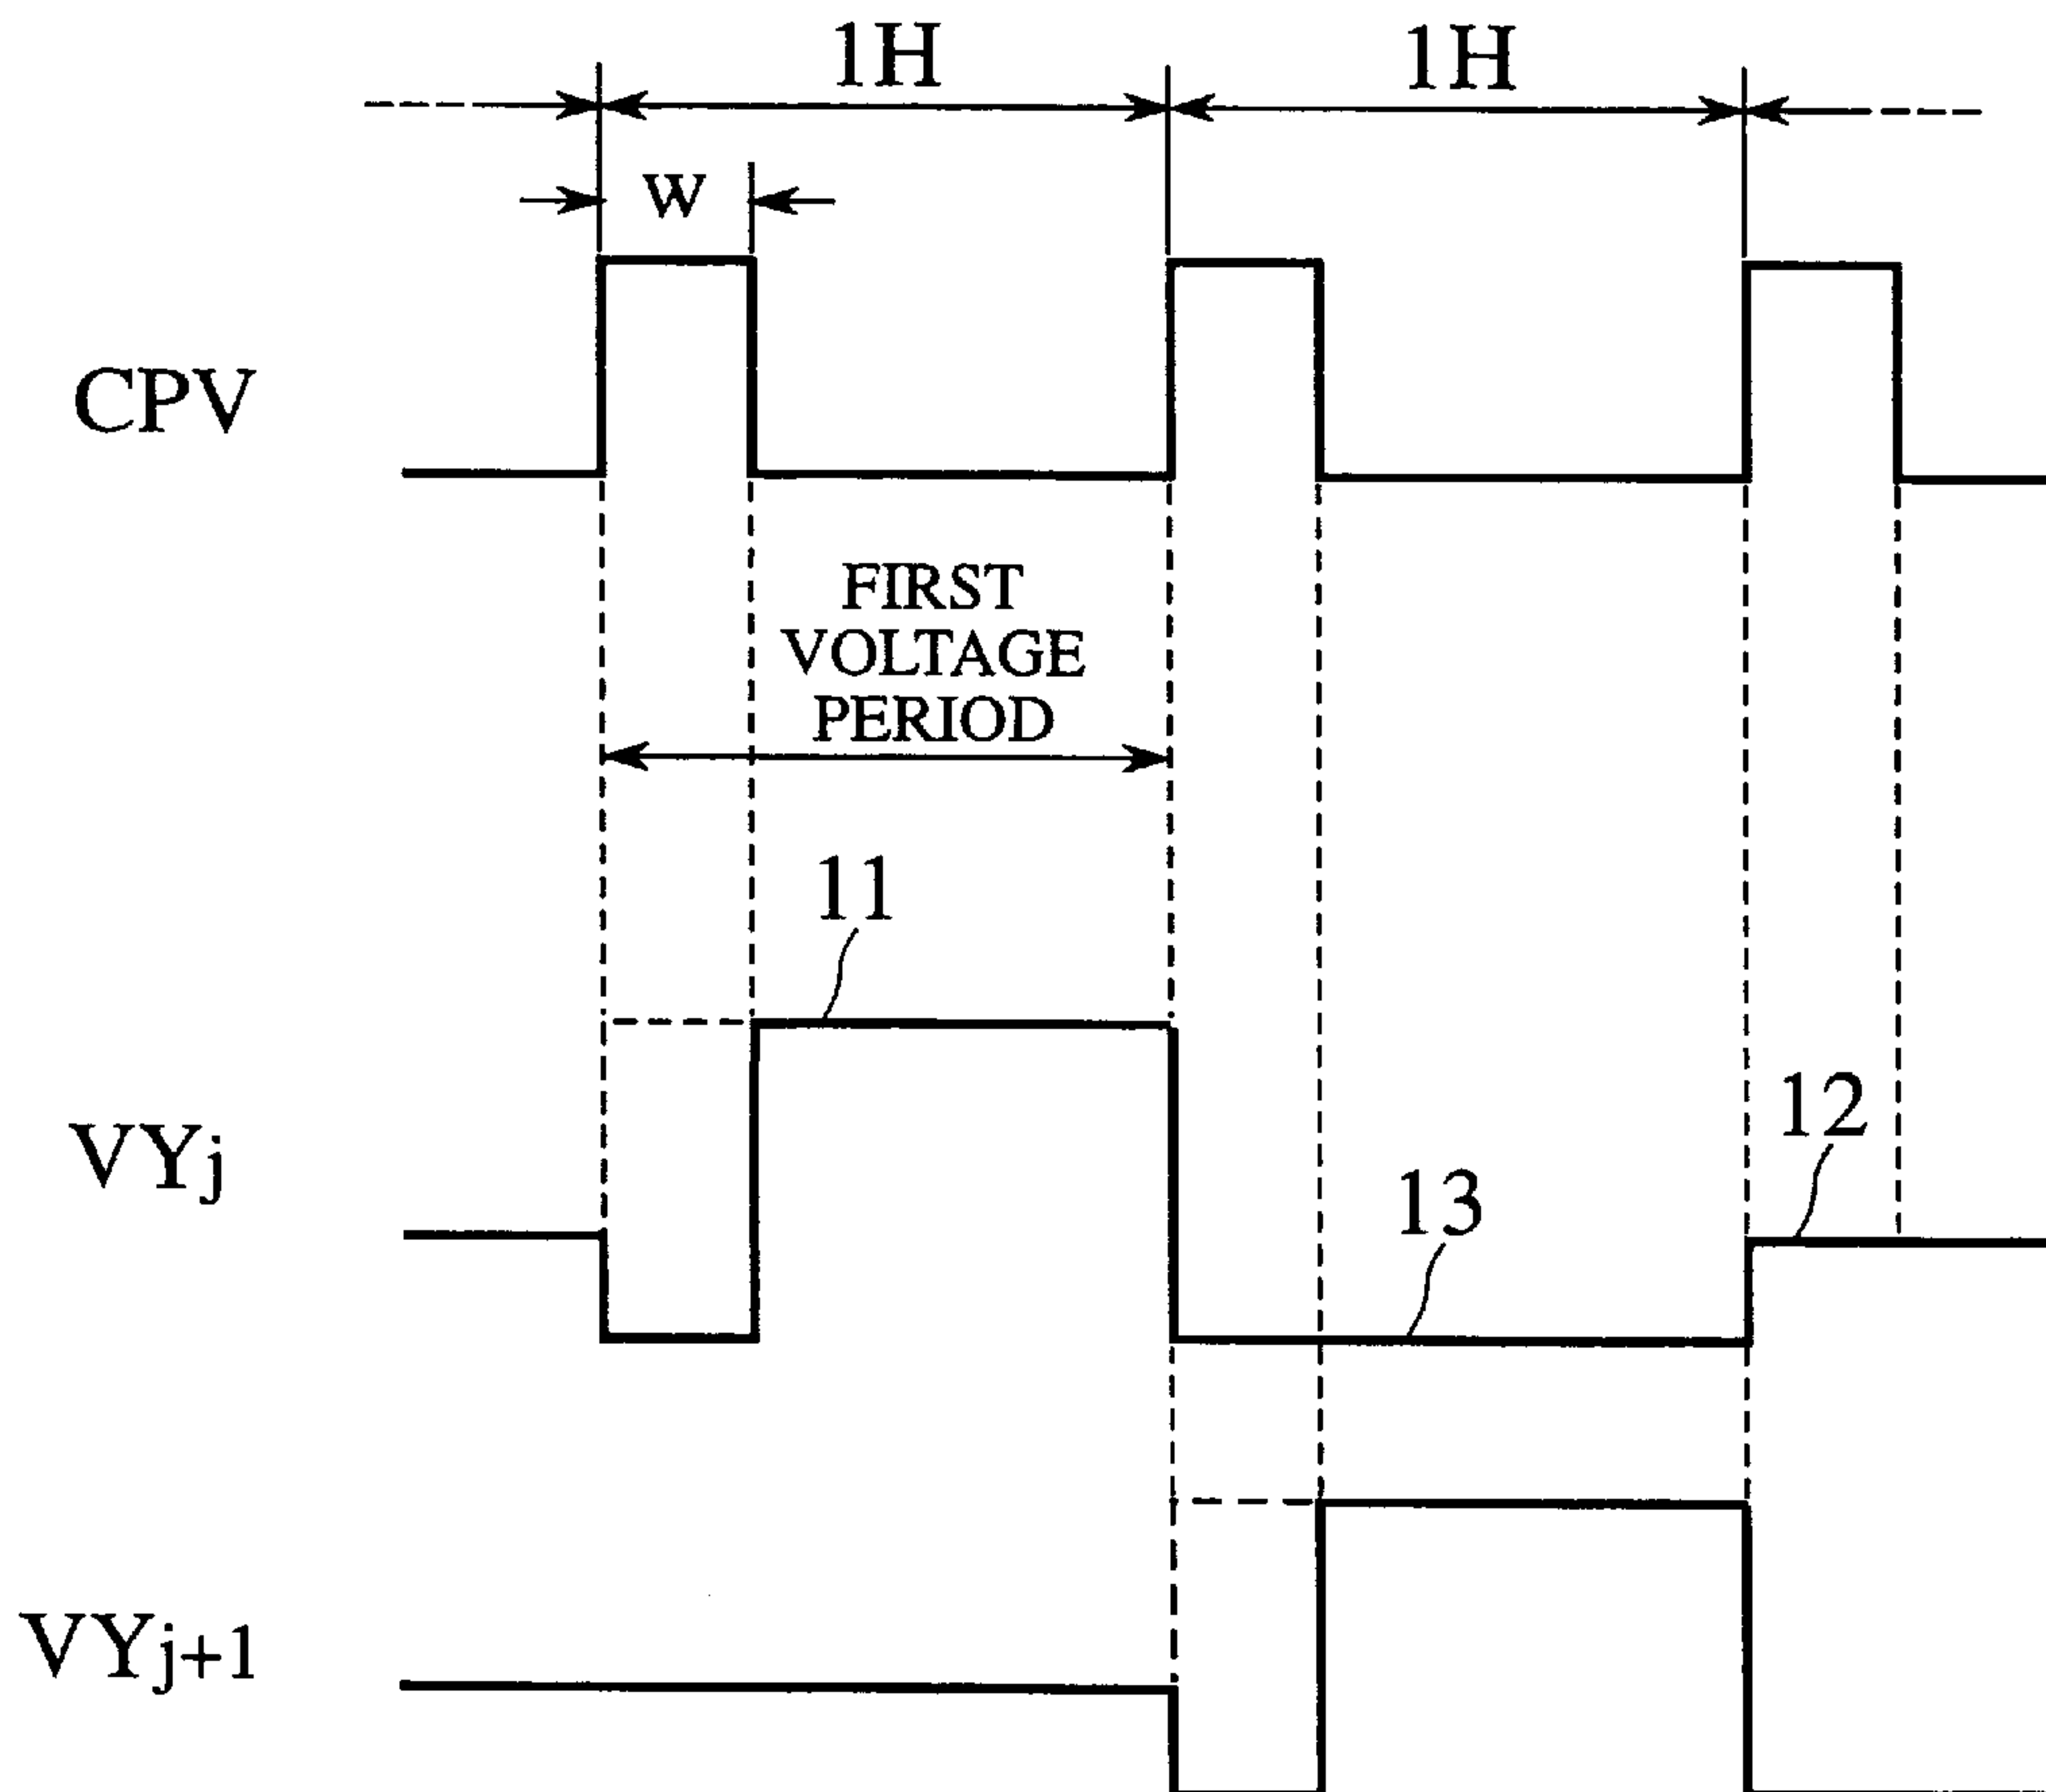 1H 1H
w
CPV
FIRST
VOLTAGE
PERIOD
11
12
VYj
13
VYj+1